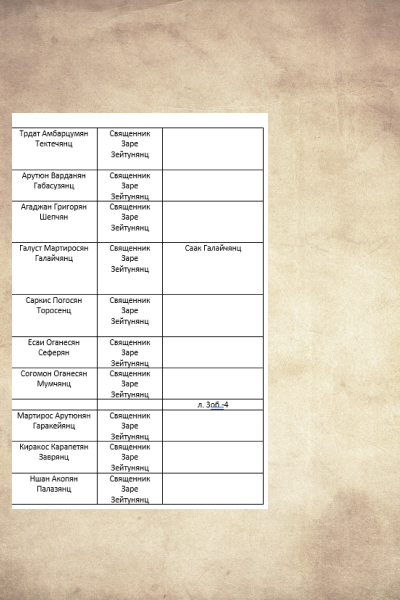 Трдат Амбарцумян Священник
Тектечянц Заре
Зейтунянц
Арутюн Варданян Священник
Габасузянц Заре
Зейтунянц
Агаджан Григорян Священник
Шепчян Заре
Зейтунянц
Галуст Мартиросян Священник Саак Галайчянц
Галайчянц Заре
Зейтунянц
Саркис Погосян Священник
Торосенц Заре
Зейтунянц
Есаи Оганесян Священник
Сеферян Заре
Зейтунянц
Согомон Оганесян Священник
Мумчянц Заре
Зейтунянц
л. 3об.-4
Мартирос Арутюнян Священник
Гаракейянц Заре
Зейтунянц
Киракос Карапетян Священник
Заврянц Заре
Зейтунянц
Ншан Акопян Священник
Палазянц Заре
Зейтунянц